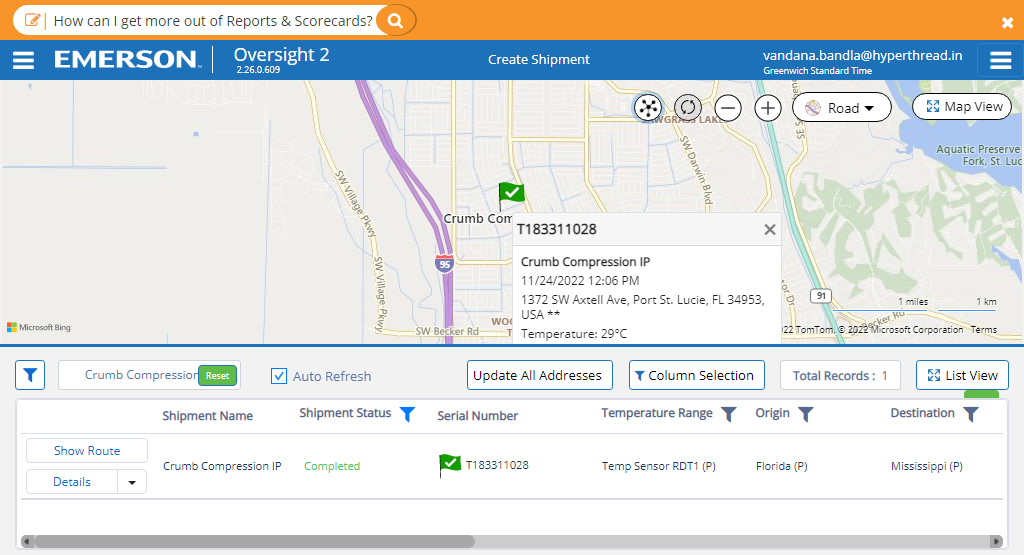 How can I get more out of Reports & Scorecards?
EMERSON
Oversight 2
2.26.0.609
Create Shipment
vandana.bandla@hyperthread.in
Greenwich Standard Time
SAWGRASS LAKE
Road
Map View
SW Village Pkwy
SW Darwin Blvd
Aquatic Preserve
Fork, St. Luc
Crumb Com
T183311028
95
SW Village Pkwy
Crumb Compression IP
11/24/2022 12:06 PM
1372 SW Axtell Ave, Port St. Lucie, FL 34953,
USA **
Temperature: 29°C
91
1 miles
1 km
Microsoft Bing
SW Becker Rd
Becker Rd
22 TomTom, © 2022 Microsoft Corporation Terms
Crumb Compression
Reset
Auto Refresh
Update All Addresses
Column Selection
Total Records : 1
List View
Shipment Name
Shipment Status
Serial Number
Temperature Range
Origin
Destination
Show Route
Details
Crumb Compression IP
Completed
T183311028
Temp Sensor RDT1 (P)
Florida (P)
Mississippi (P)